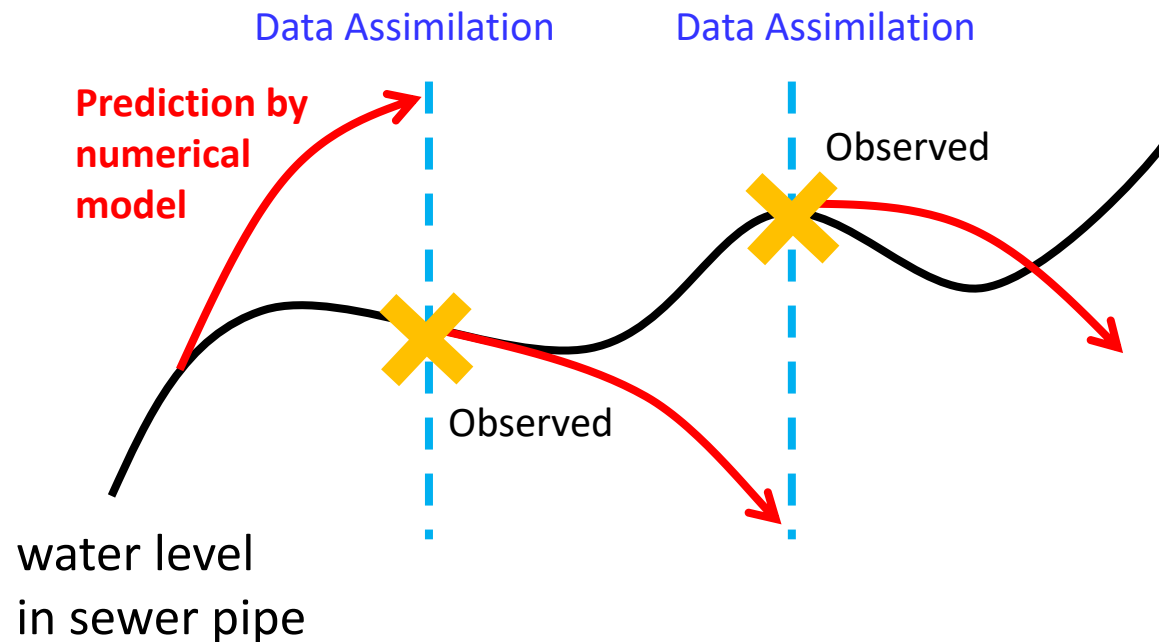 Data Assimilation
Data Assimilation
Prediction by
numerical
model
Observed
Observed
water level
in sewer pipe